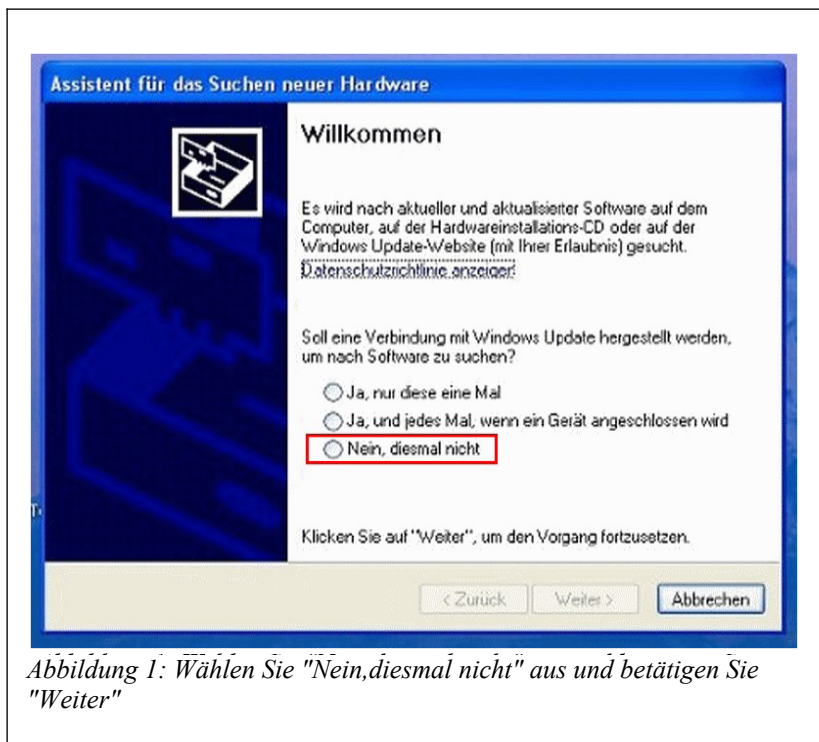 Assistent für das Suchen neuer Hardware
Willkommen
Es wird nach aktueller und aktualisierter Software auf dem
Computer, auf der Hardwareinstallations-CD oder auf der
Windows Update-Website (mit Ihrer Erlaubnis) gesucht.
Datenschutzrichtlinie anzeigen
Soll eine Verbindung mit Windows Update hergestellt werden,
um nach Software zu suchen?
Ja, nur diese eine Mal
Ja, und jedes Mal, wenn ein Gerät angeschlossen wird
Nein, diesmal nicht
Klicken Sie auf "Weiter", um den Vorgang fortzusetzen.
< Zurück Weiter > Abbrechen
Abbildung 1: Wählen Sie "Nein,diesmal nicht" aus und betätigen Sie
"Weiter"